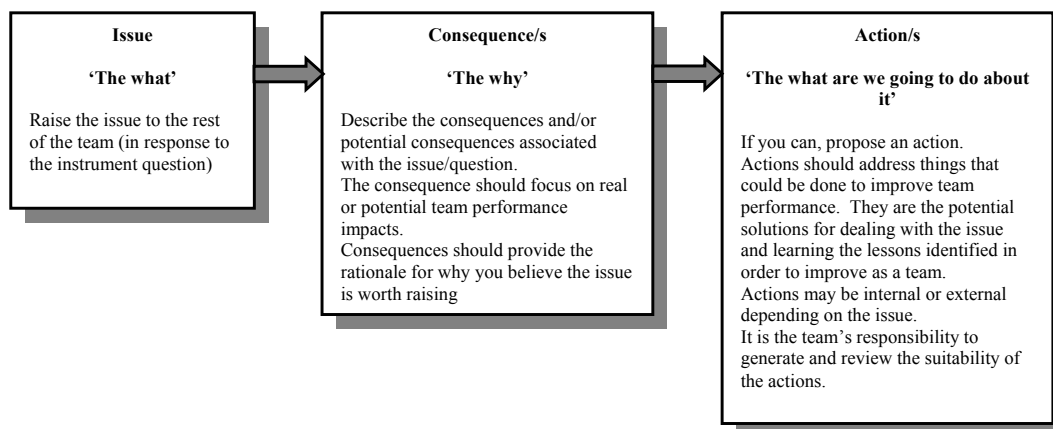 Issue
‘The what’
Raise the issue to the rest
of the team (in response to
the instrument question)
Consequence/s
‘The why’
Describe the consequences and/or
potential consequences associated
with the issue/question.
The consequence should focus on real
or potential team performance
impacts.
Consequences should provide the
rationale for why you believe the issue
is worth raising
Action/s
‘The what are we going to do about
it’
If you can, propose an action.
Actions should address things that
could be done to improve team
performance.  They are the potential
solutions for dealing with the issue
and learning the lessons identified in
order to improve as a team.
Actions may be internal or external
depending on the issue.
It is the team’s responsibility to
generate and review the suitability of
the actions.